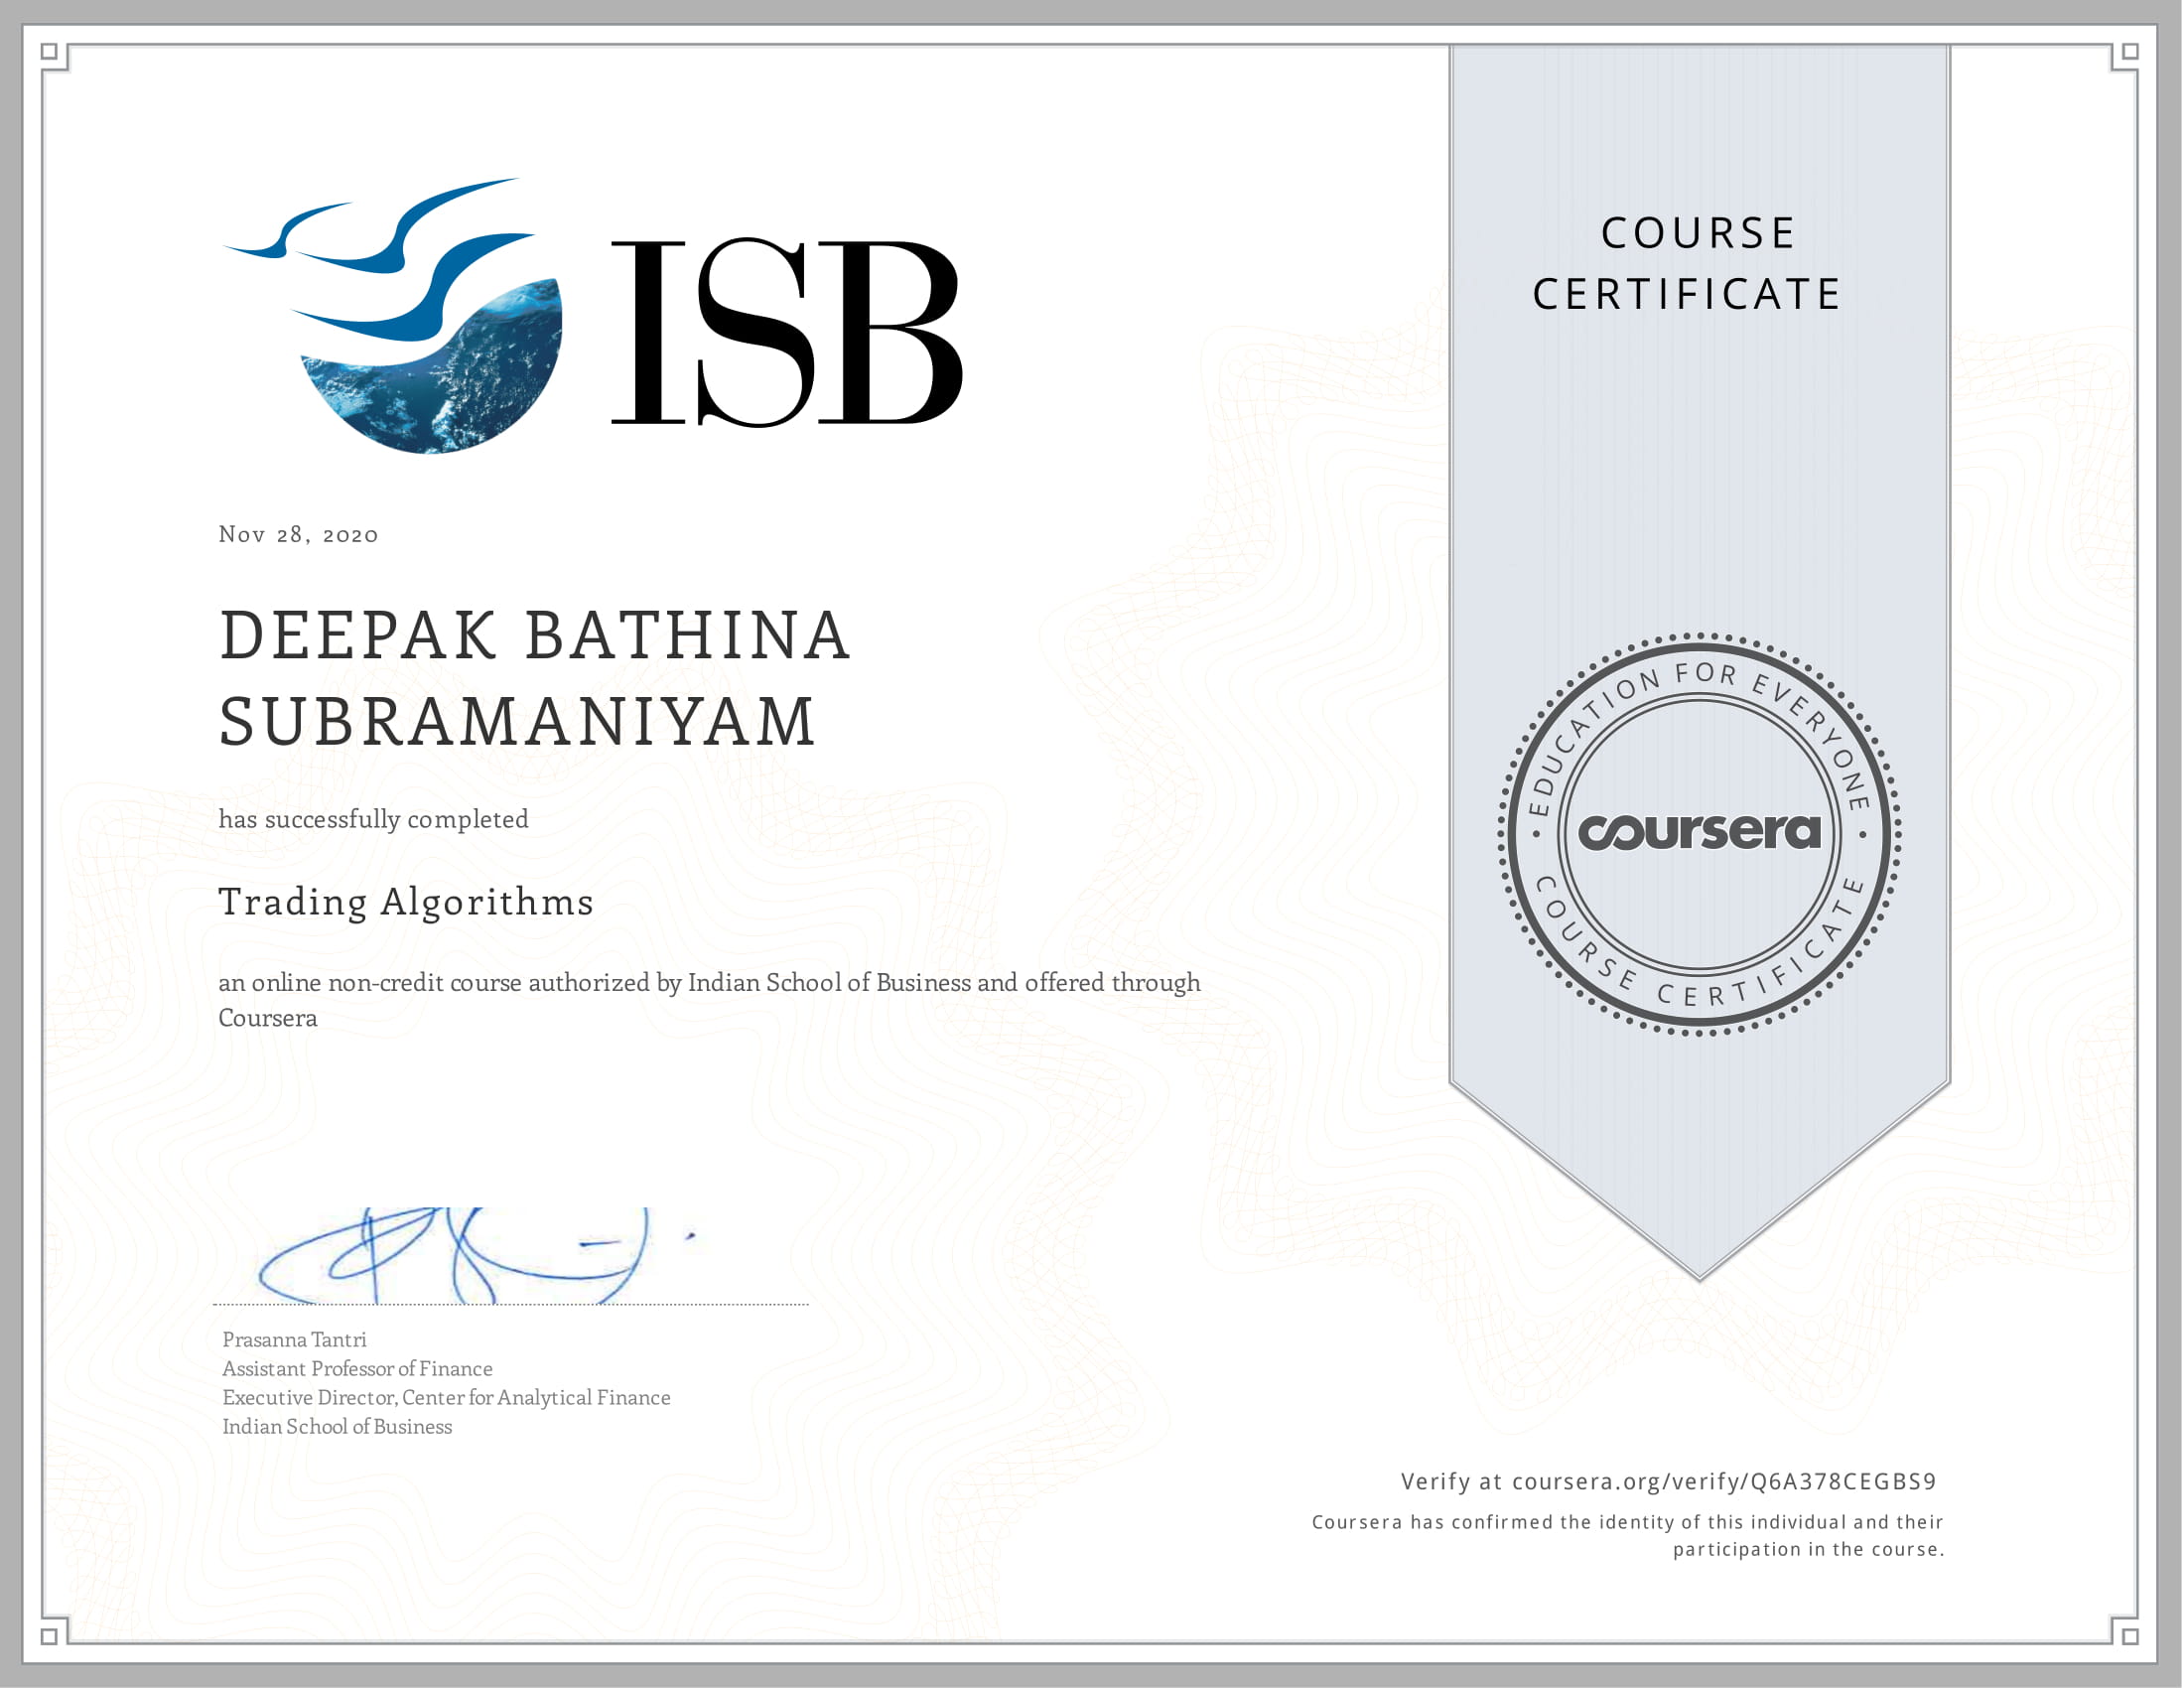 ISB
COURSE
CERTIFICATE
Nov 28, 2020
DEEPAK BATHINA
SUBRAMANIYAM
has successfully completed
Trading Algorithms
an online non-credit course authorized by Indian School of Business and offered through
Coursera
EDUCATION FOR EVERYONE
coursera
COURSE CERTIFICATE
Prasanna Tantri
Assistant Professor of Finance
Executive Director, Center for Analytical Finance
Indian School of Business
Verify at coursera.org/verify/Q6A378CEGBS9
Coursera has confirmed the identity of this individual and their
participation in the course.